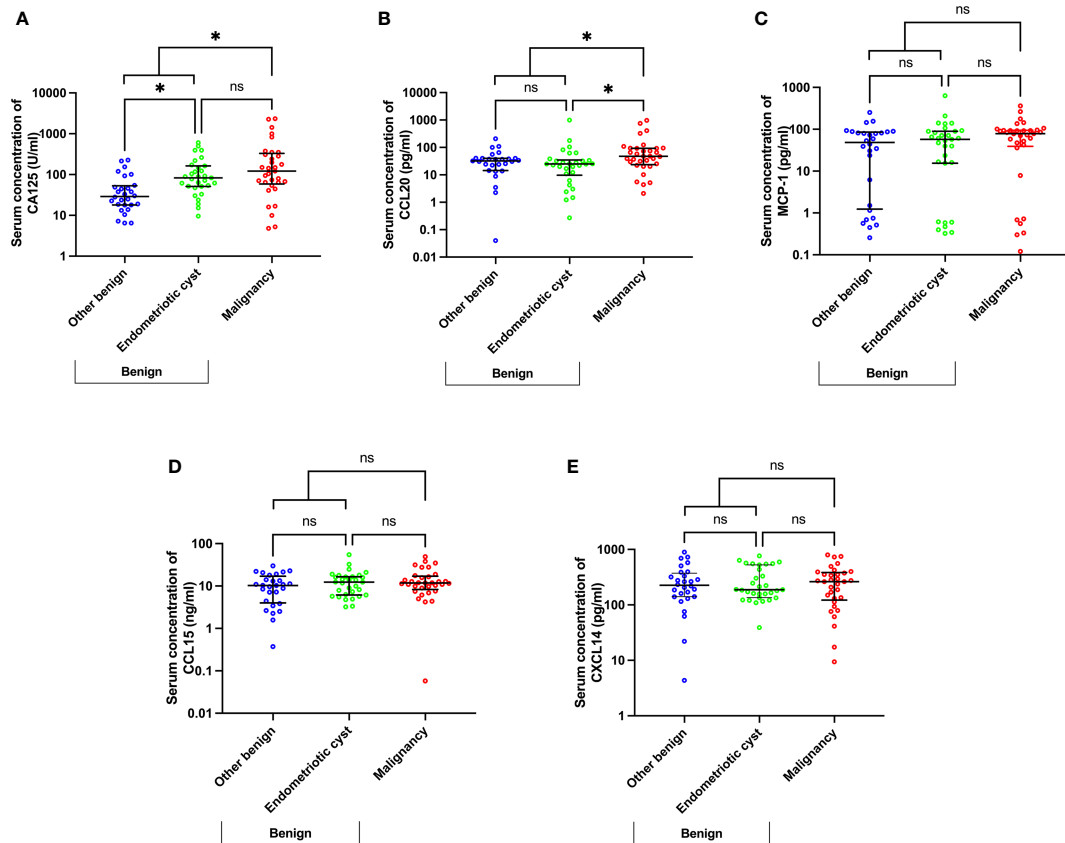 A
*
*
ns
Serum concentration of
CA125 (U/ml)
10000
1000
100
10
1
Other benign
Endometriotic cyst
Malignancy
Benign
B
*
ns
*
Serum concentration of
CCL20 (pg/ml)
10000
1000
100
10
1
0.1
0.01
Other benign
Endometriotic cyst
Malignancy
Benign
C
ns
ns
ns
Serum concentration of
MCP-1 (pg/ml)
1000
100
10
1
0.1
Other benign
Endometriotic cyst
Malignancy
Benign
D
ns
ns
ns
Serum concentration of
CCL15 (ng/ml)
100
10
1
0.1
0.01
Other benign
Endometriotic cyst
Malignancy
Benign
E
ns
ns
ns
Serum concentration of
CXCL14 (pg/ml)
1000
100
10
1
Other benign
Endometriotic cyst
Malignancy
Benign